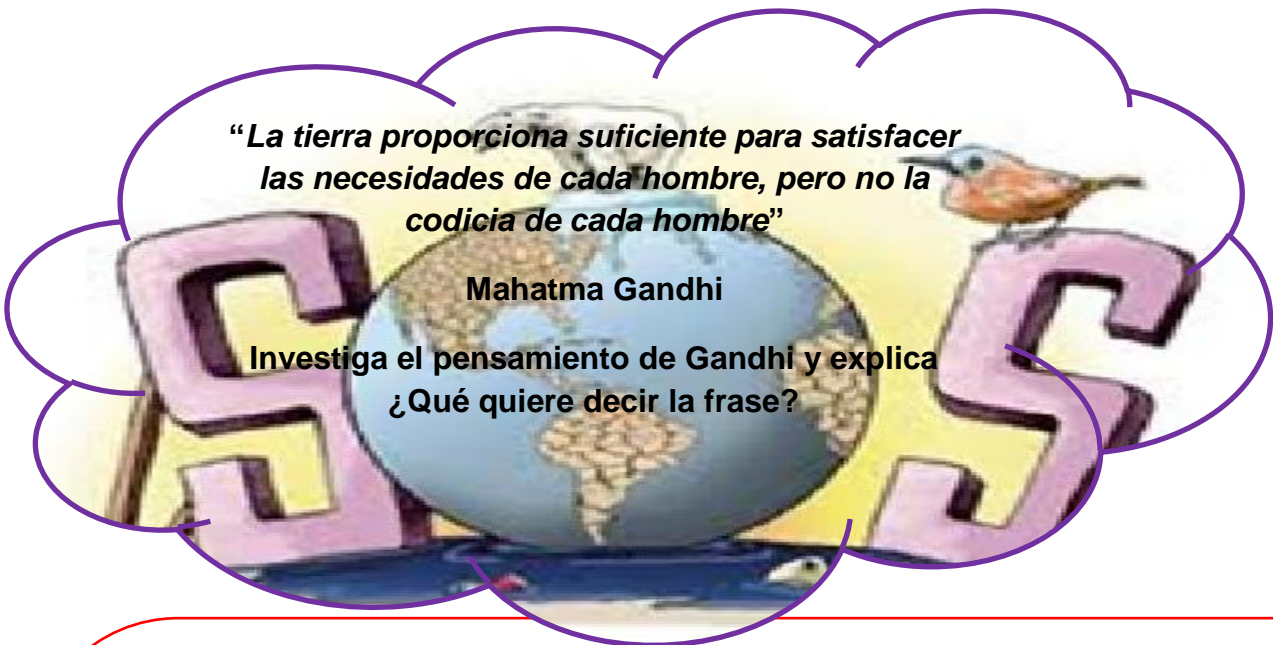 “La tierra proporciona suficiente para satisfacer
las necesidades de cada hombre, pero no la
codicia de cada hombre”
Mahatma Gandhi
Investiga el pensamiento de Gandhi y explica
¿Qué quiere decir la frase?
S S